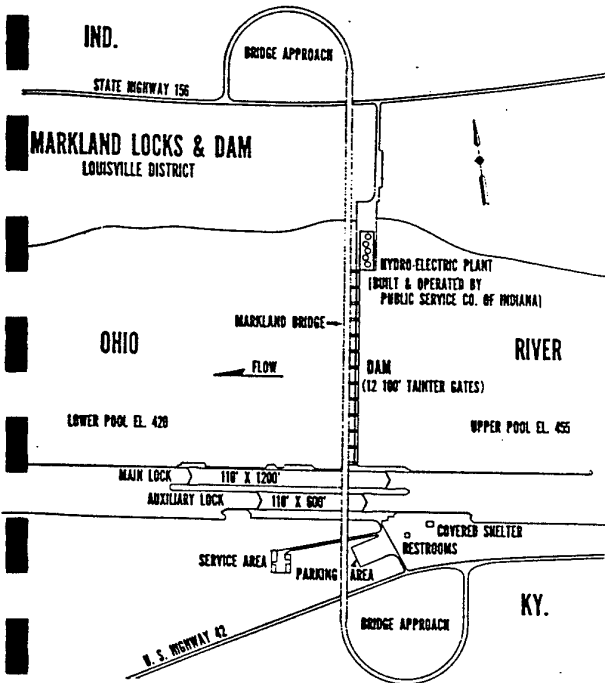 IND.
BRIDGE APPROACH
STATE HIGHWAY 156
MARKLAND LOCKS & DAM
LOUISVILLE DISTRICT
HYDRO-ELECTRIC PLANT
(BUILT & OPERATED BY
PUBLIC SERVICE CO. OF INDIANA)
MARKLAND BRIDGE
OHIO
RIVER
FLOW
DAM
(12 100' TAINTER GATES)
LOWER POOL EL. 420
UPPER POOL EL. 455
MAIN LOCK
110' X 1200'
AUXILIARY LOCK
110' X 600'
COVERED SHELTER
RESTROOMS
SERVICE AREA
PARKING AREA
KY.
BRIDGE APPROACH
U. S. HIGHWAY 42